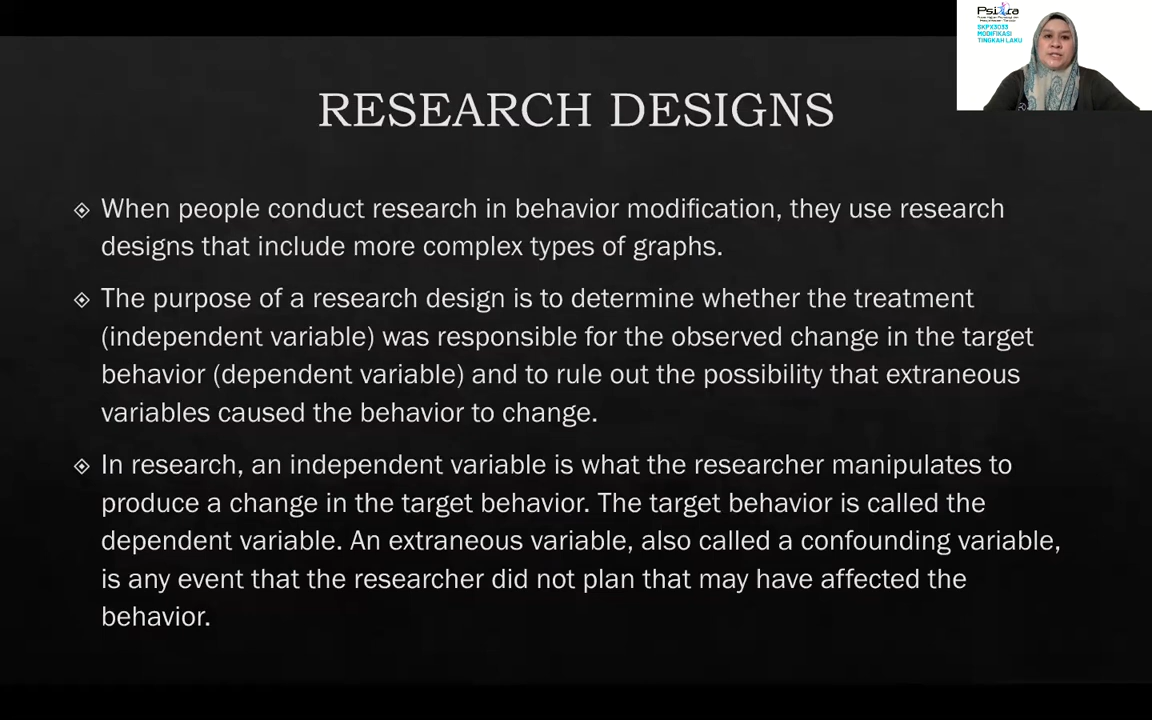 Psitra
SKPX3033
MODIFIKASI
TINGKAH LAKU
RESEARCH DESIGNS
When people conduct research in behavior modification, they use research
designs that include more complex types of graphs.
The purpose of a research design is to determine whether the treatment
(independent variable) was responsible for the observed change in the target
behavior (dependent variable) and to rule out the possibility that extraneous
variables caused the behavior to change.
In research, an independent variable is what the researcher manipulates to
produce a change in the target behavior. The target behavior is called the
dependent variable. An extraneous variable, also called a confounding variable,
is any event that the researcher did not plan that may have affected the
behavior.